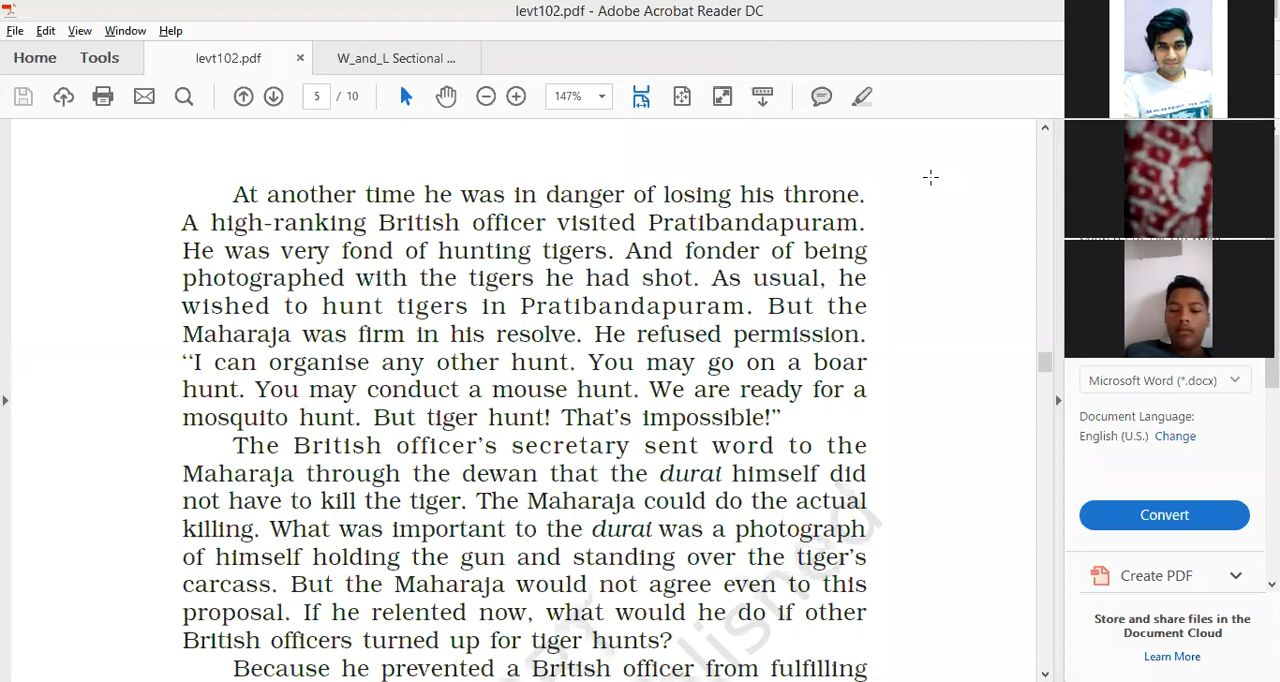 levt102.pdf - Adobe Acrobat Reader DC
File Edit View Window Help
Home Tools levt102.pdf × W_and_L Sectional ...
5 / 10 147%
At another time he was in danger of losing his throne.
A high-ranking British officer visited Pratibandapuram.
He was very fond of hunting tigers. And fonder of being
photographed with the tigers he had shot. As usual, he
wished to hunt tigers in Pratibandapuram. But the
Maharaja was firm in his resolve. He refused permission.
‘‘I can organise any other hunt. You may go on a boar
hunt. You may conduct a mouse hunt. We are ready for a
mosquito hunt. But tiger hunt! That’s impossible!”
The British officer’s secretary sent word to the
Maharaja through the dewan that the durai himself did
not have to kill the tiger. The Maharaja could do the actual
killing. What was important to the durai was a photograph
of himself holding the gun and standing over the tiger’s
carcass. But the Maharaja would not agree even to this
proposal. If he relented now, what would he do if other
British officers turned up for tiger hunts?
Because he prevented a British officer from fulfilling
Microsoft Word (*.docx)
Document Language:
English (U.S.) Change
Convert
Create PDF
Store and share files in the
Document Cloud
Learn More